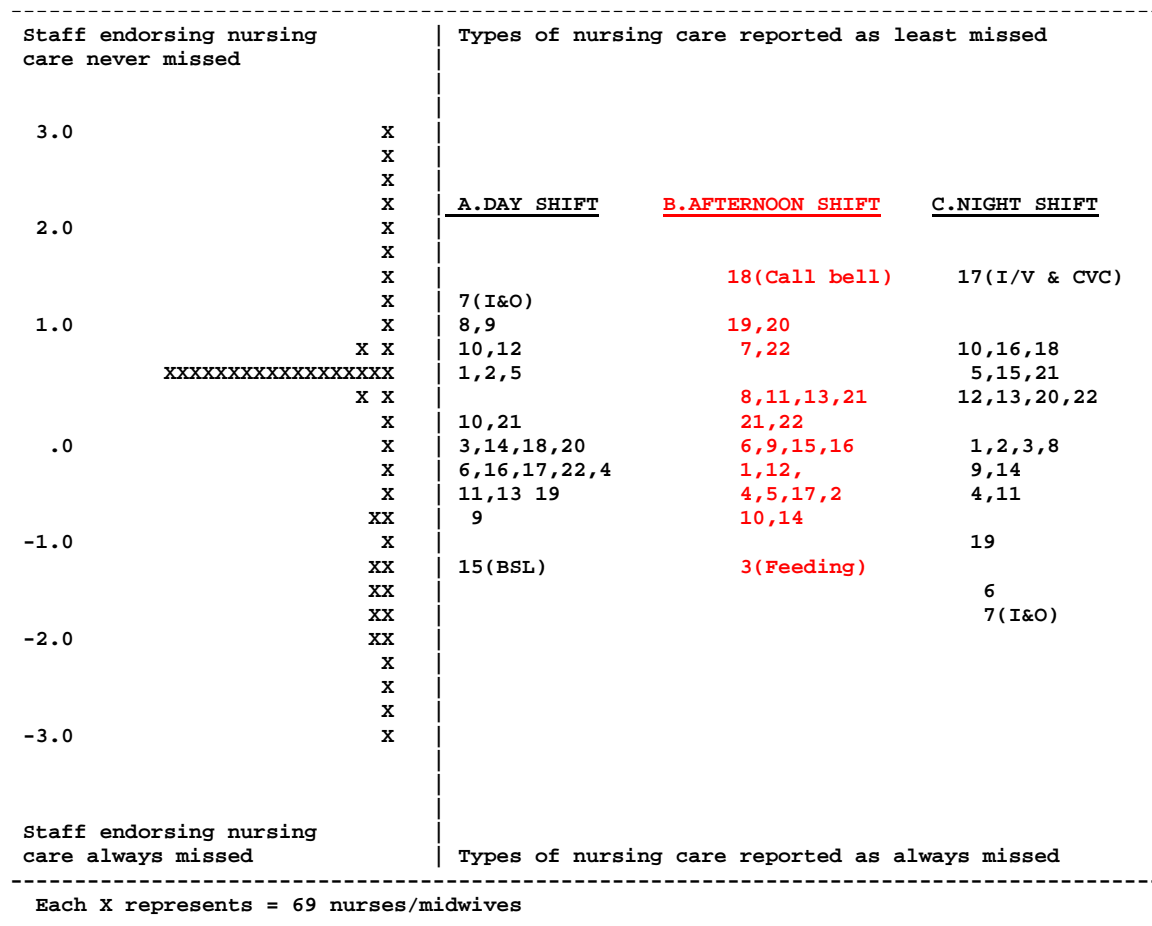 Staff endorsing nursing | Types of nursing care reported as least missed
care never missed |
3.0 X |
X |
X |
X | A.DAY SHIFT B.AFTERNOON SHIFT C.NIGHT SHIFT
2.0 X |
X |
X | 18(Call bell) 17(I/V & CVC)
X | 7(I&O)
1.0 X | 8,9 19,20
X X | 10,12 7,22 10,16,18
XXXXXXXXXXXXXXXXXX | 1,2,5 5,15,21
X X | 8,11,13,21 12,13,20,22
X | 10,21 21,22
.0 X | 3,14,18,20 6,9,15,16 1,2,3,8
X | 6,16,17,22,4 1,12, 9,14
X | 11,13 19 4,5,17,2 4,11
XX | 9 10,14
-1.0 X | 19
XX | 15(BSL) 3(Feeding)
XX | 6
XX | 7(I&O)
-2.0 XX |
X |
X |
X |
-3.0 X |
Staff endorsing nursing |
care always missed | Types of nursing care reported as always missed
Each X represents = 69 nurses/midwives